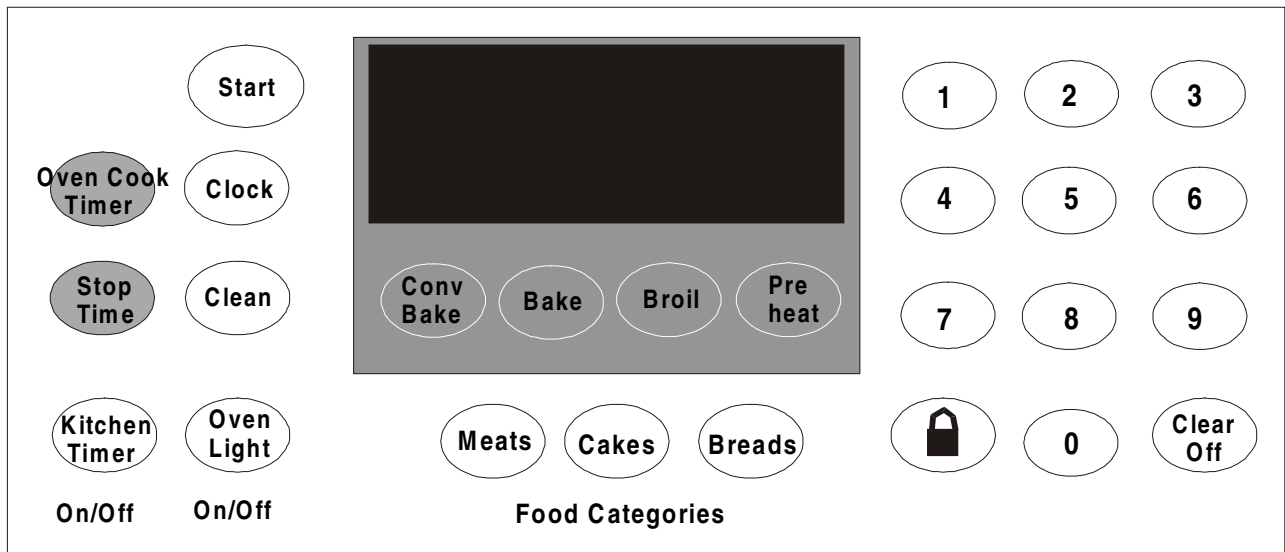 Start
1 2 3
Oven Cook
Timer
Clock
4 5 6
Stop
Time
Clean
Conv
Bake
Bake
Broil
Pre
heat
7 8 9
Kitchen
Timer
Oven
Light
Meats
Cakes
Breads
0
Clear
Off
On/Off
On/Off
Food Categories